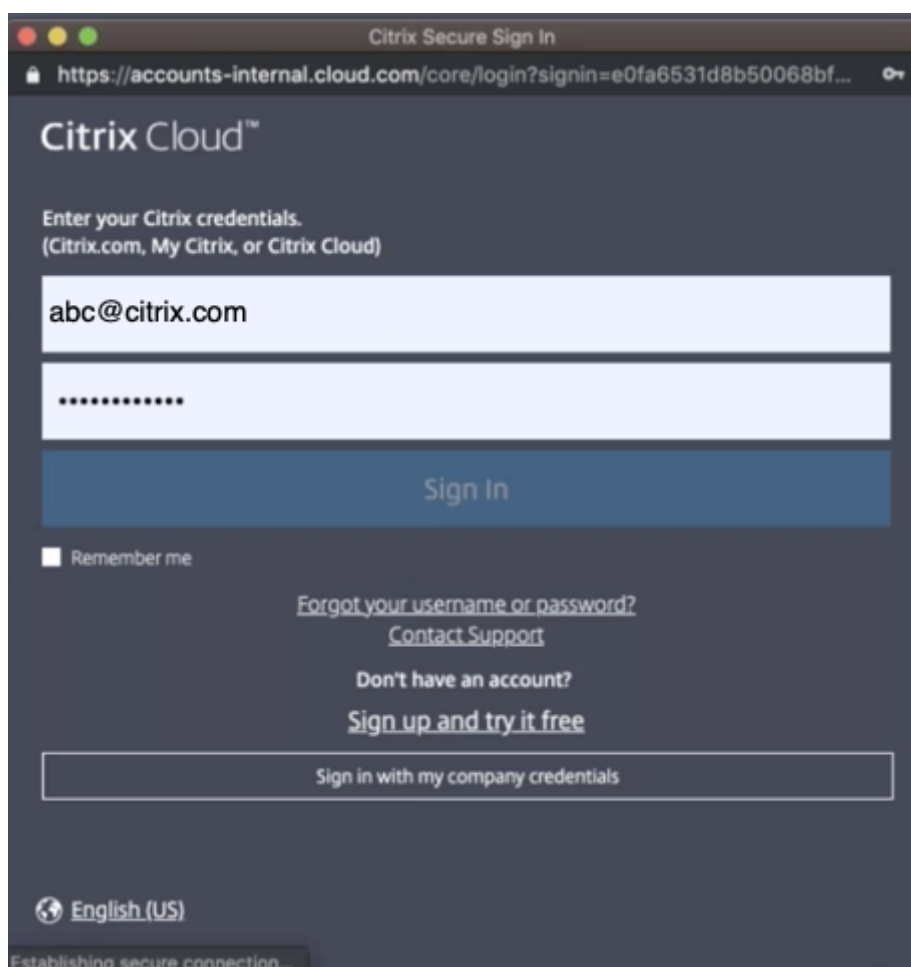 Citrix Secure Sign In
https://accounts-internal.cloud.com/core/login?signin=e0fa6531d8b50068bf...
Citrix Cloud™
Enter your Citrix credentials.
(Citrix.com, My Citrix, or Citrix Cloud)
abc@citrix.com
••••••••••••
Sign In
Remember me
Forgot your username or password?
Contact Support
Don't have an account?
Sign up and try it free
Sign in with my company credentials
English (US)
Establishing secure connection...